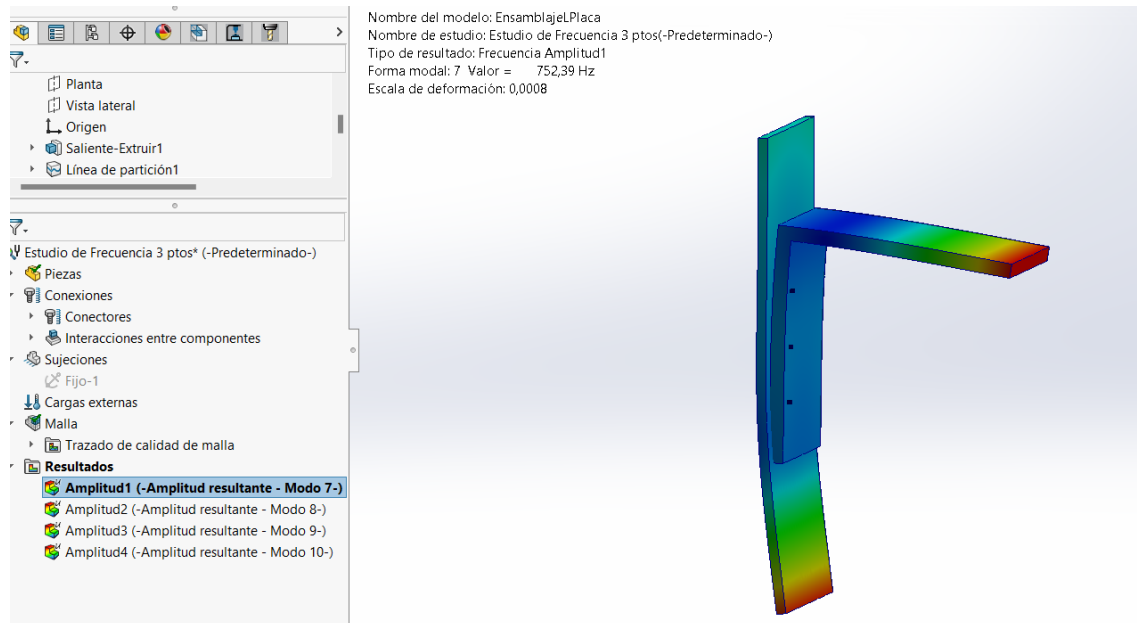 Nombre del modelo: EnsamblajeLPlaca
Nombre de estudio: Estudio de Frecuencia 3 ptos(-Predeterminado-)
Tipo de resultado: Frecuencia Amplitud1
Forma modal: 7 Valor = 752,39 Hz
Escala de deformación: 0,0008
Planta
Vista lateral
Origen
Saliente-Extruir1
Línea de partición1
Estudio de Frecuencia 3 ptos* (-Predeterminado-)
Piezas
Conexiones
Conectores
Interacciones entre componentes
Sujeciones
Fijo-1
Cargas externas
Malla
Trazado de calidad de malla
Resultados
Amplitud1 (-Amplitud resultante - Modo 7-)
Amplitud2 (-Amplitud resultante - Modo 8-)
Amplitud3 (-Amplitud resultante - Modo 9-)
Amplitud4 (-Amplitud resultante - Modo 10-)